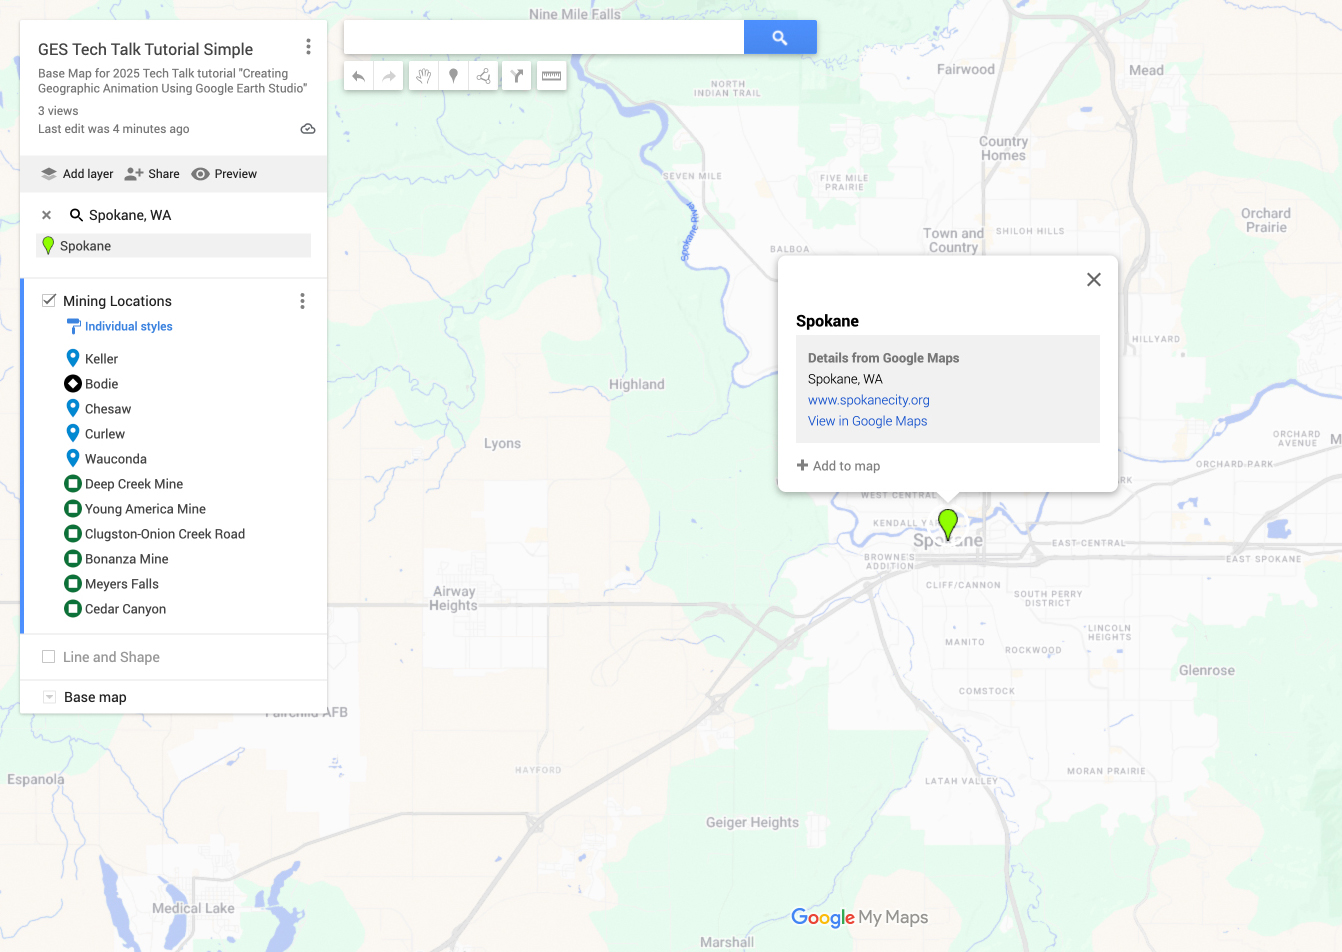 GES Tech Talk Tutorial Simple
Base Map for 2025 Tech Talk tutorial "Creating
Geographic Animation Using Google Earth Studio"
3 views
Last edit was 4 minutes ago
Add layer
Share
Preview
Spokane, WA
Spokane
Mining Locations
Individual styles
Keller
Bodie
Chesaw
Curlew
Wauconda
Deep Creek Mine
Young America Mine
Clugston-Onion Creek Road
Bonanza Mine
Meyers Falls
Cedar Canyon
Line and Shape
Base map
Nine Mile Falls
Fairwood
Mead
NORTH
INDIAN TRAIL
Country
Homes
SEVEN MILE
FIVE MILE
PRAIRIE
Spokane River
Orchard
Prairie
Town and
Country
SHILOH HILLS
BALBOA
Spokane
Details from Google Maps
Spokane, WA
www.spokanecity.org
View in Google Maps
Add to map
HILLYARD
Highland
Lyons
ORCHARD
AVENUE
M
ORCHARD PARK
RK
WEST CENTRAL
KENDALL YA
Spokane
EAST CENTRAL
EAST SPOKANE
BROWNE'S
ADDITION
CLIFF/CANNON
SOUTH PERRY
DISTRICT
Airway
Heights
LINCOLN
HEIGHTS
MANITO
ROCKWOOD
Glenrose
COMSTOCK
Fairchild AFB
HAYFORD
MORAN PRAIRIE
LATAH VALLEY
Espanola
Geiger Heights
Medical Lake
Google My Maps
Marshall